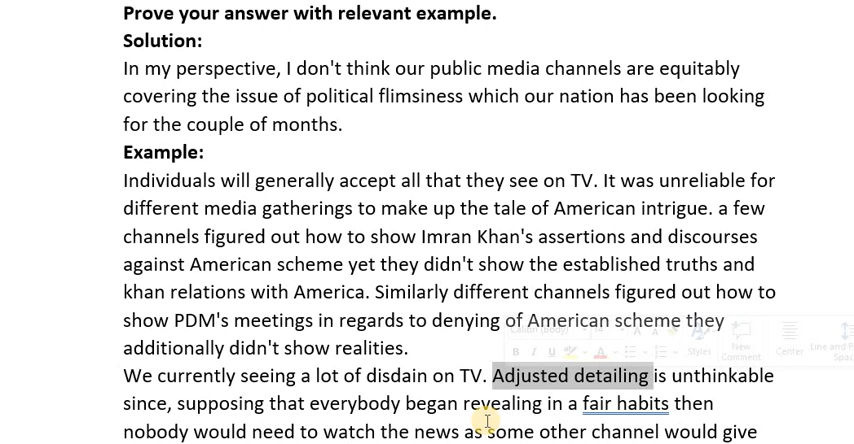 Prove your answer with relevant example.
Solution:
In my perspective, I don't think our public media channels are equitably
covering the issue of political flimsiness which our nation has been looking
for the couple of months.
Example:
Individuals will generally accept all that they see on TV. It was unreliable for
different media gatherings to make up the tale of American intrigue. a few
channels figured out how to show Imran Khan's assertions and discourses
against American scheme yet they didn't show the established truths and
khan relations with America. Similarly different channels figured out how to
show PDM's meetings in regards to denying of American scheme they
additionally didn't show realities.
Styles
New Comment
Center
Line and
We currently seeing a lot of disdain on TV. Adjusted detailing is unthinkable
since, supposing that everybody began revealing in a fair habits then
nobody would need to watch the news as some other channel would give